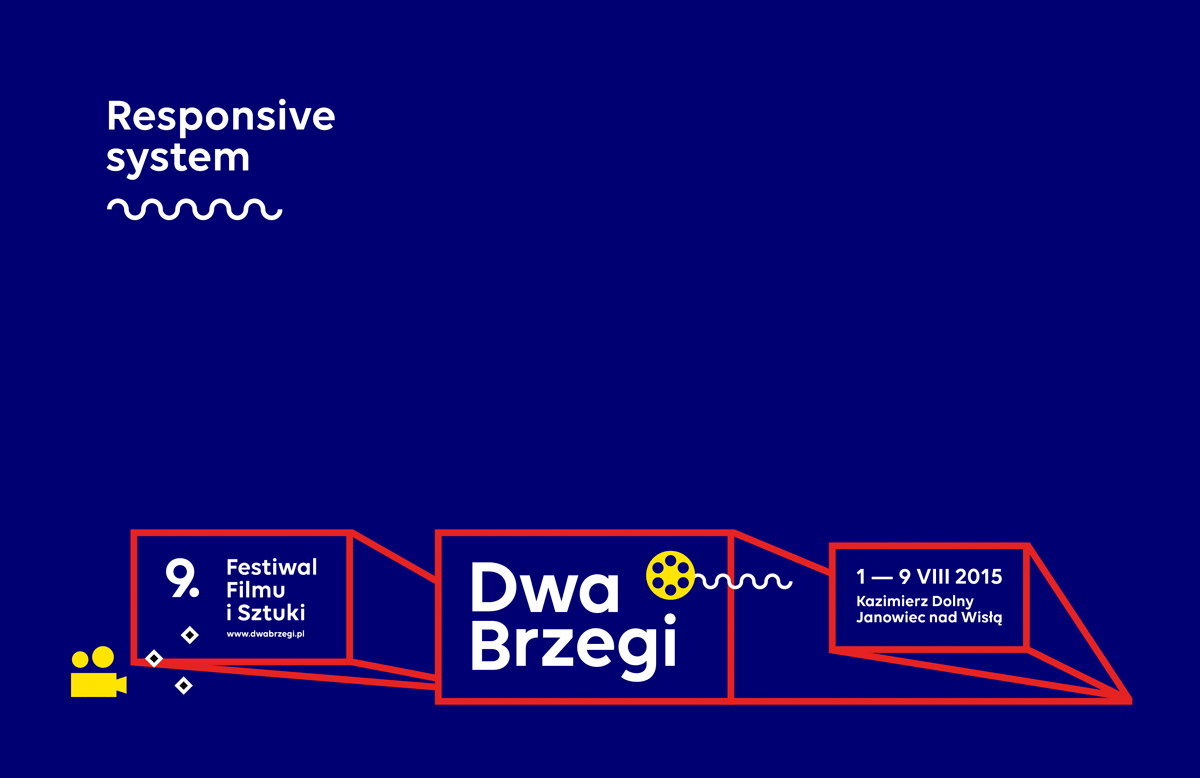 Responsive
system
9.
Festiwal
Filmu
i Sztuki
www.dwabrzegi.pl
Dwa
Brzegi
1 — 9 VIII 2015
Kazimierz Dolny
Janowiec nad Wisłą